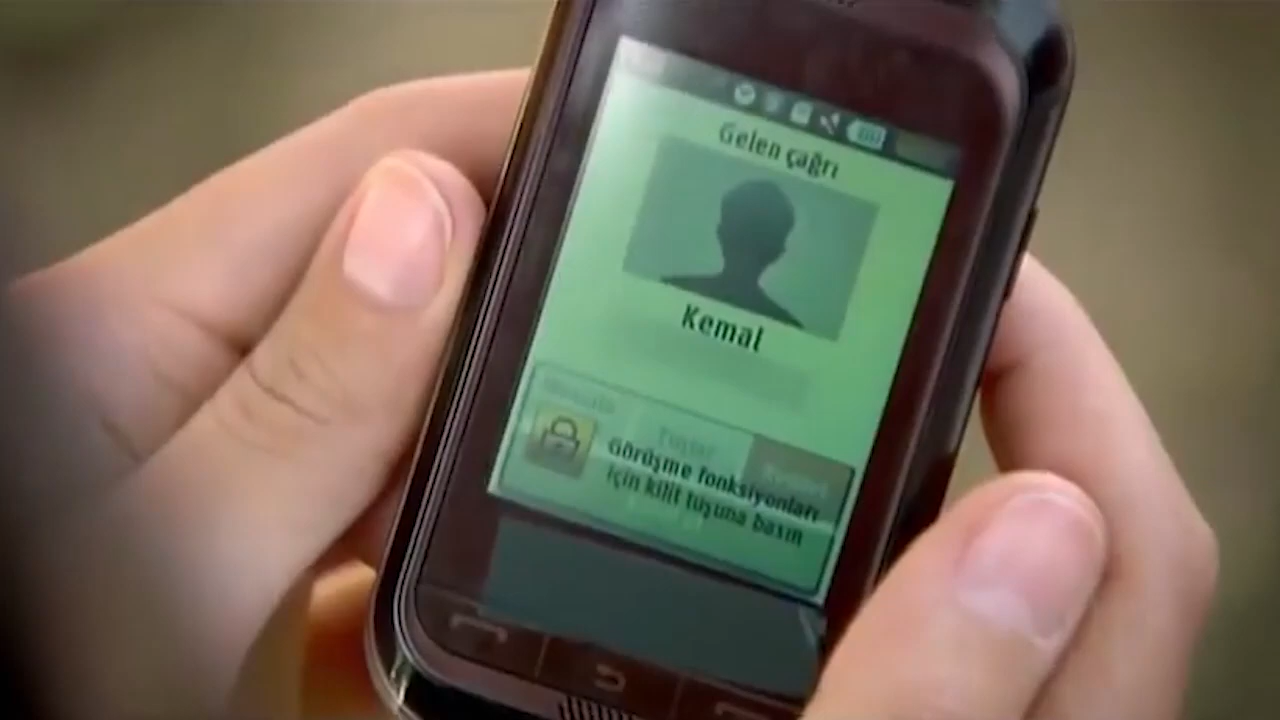 Gelen çağrı
Kemal
Görüşme fonksiyonları
için kilit tuşuna basın